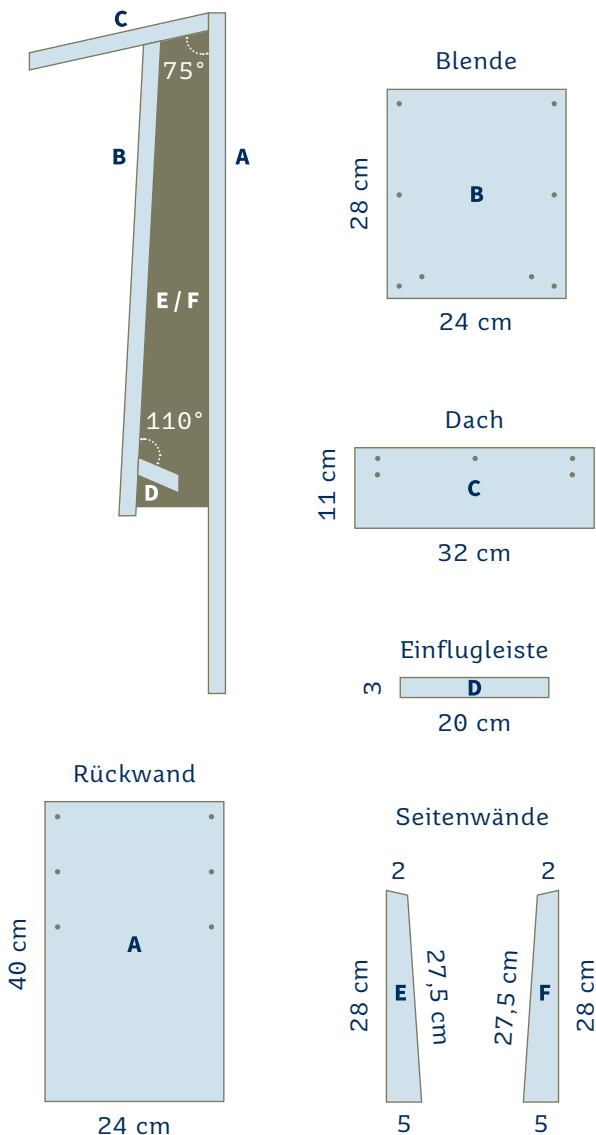 C
75°
B
A
E / F
110°
D
Blende
28 cm
B
24 cm
Dach
11 cm
C
32 cm
Einflugleiste
3
D
20 cm
Rückwand
40 cm
A
24 cm
Seitenwände
2
2
28 cm
E
27,5 cm
27,5 cm
F
28 cm
5
5